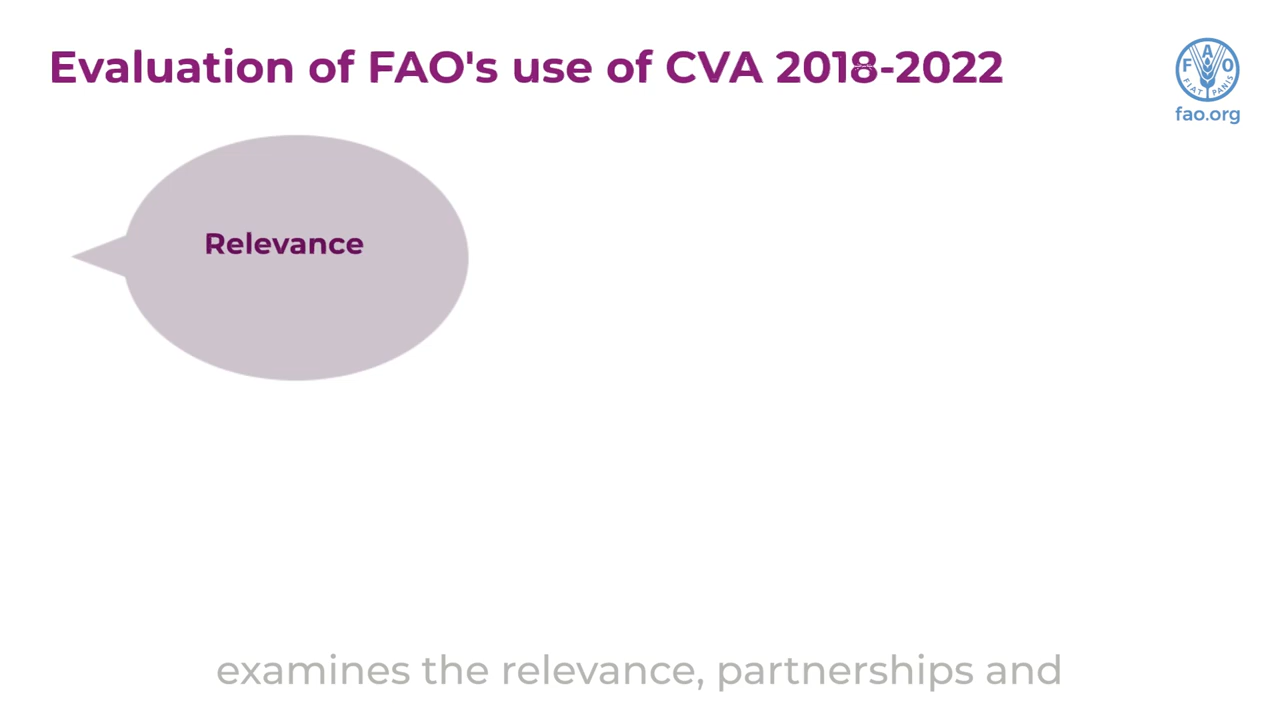 Evaluation of FAO's use of CVA 2018-2022
F A O
FIAT PANIS
fao.org
Relevance
examines the relevance, partnerships and